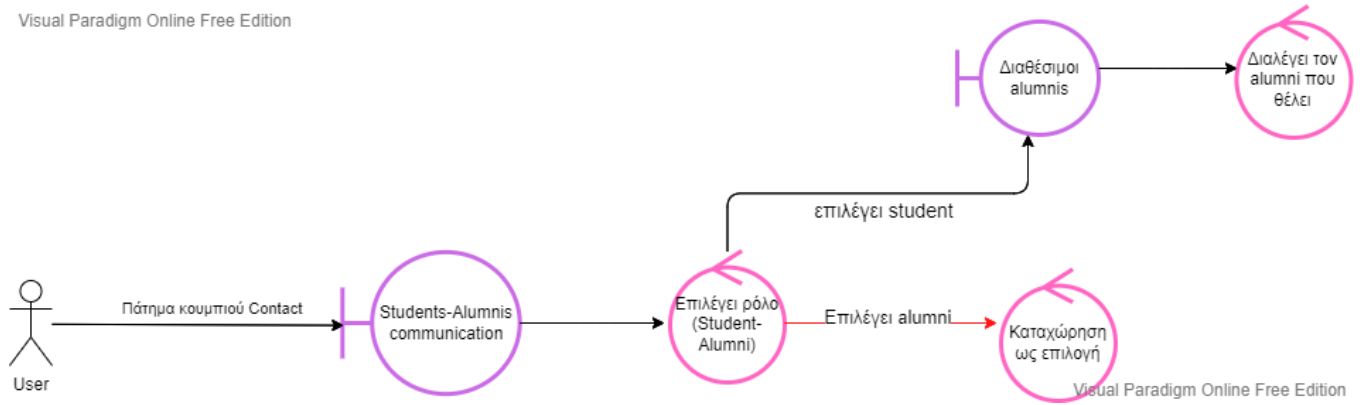 Visual Paradigm Online Free Edition
Διαθέσιμοι
alumnis
Διαλέγει τον
alumni που
θέλει
επιλέγει student
Πάτημα κουμπιού Contact
Students-Alumnis
communication
Επιλέγει ρόλο
(Student-
Alumni)
Επιλέγει alumni
Καταχώρηση
ως επιλογή
User
Visual Paradigm Online Free Edition